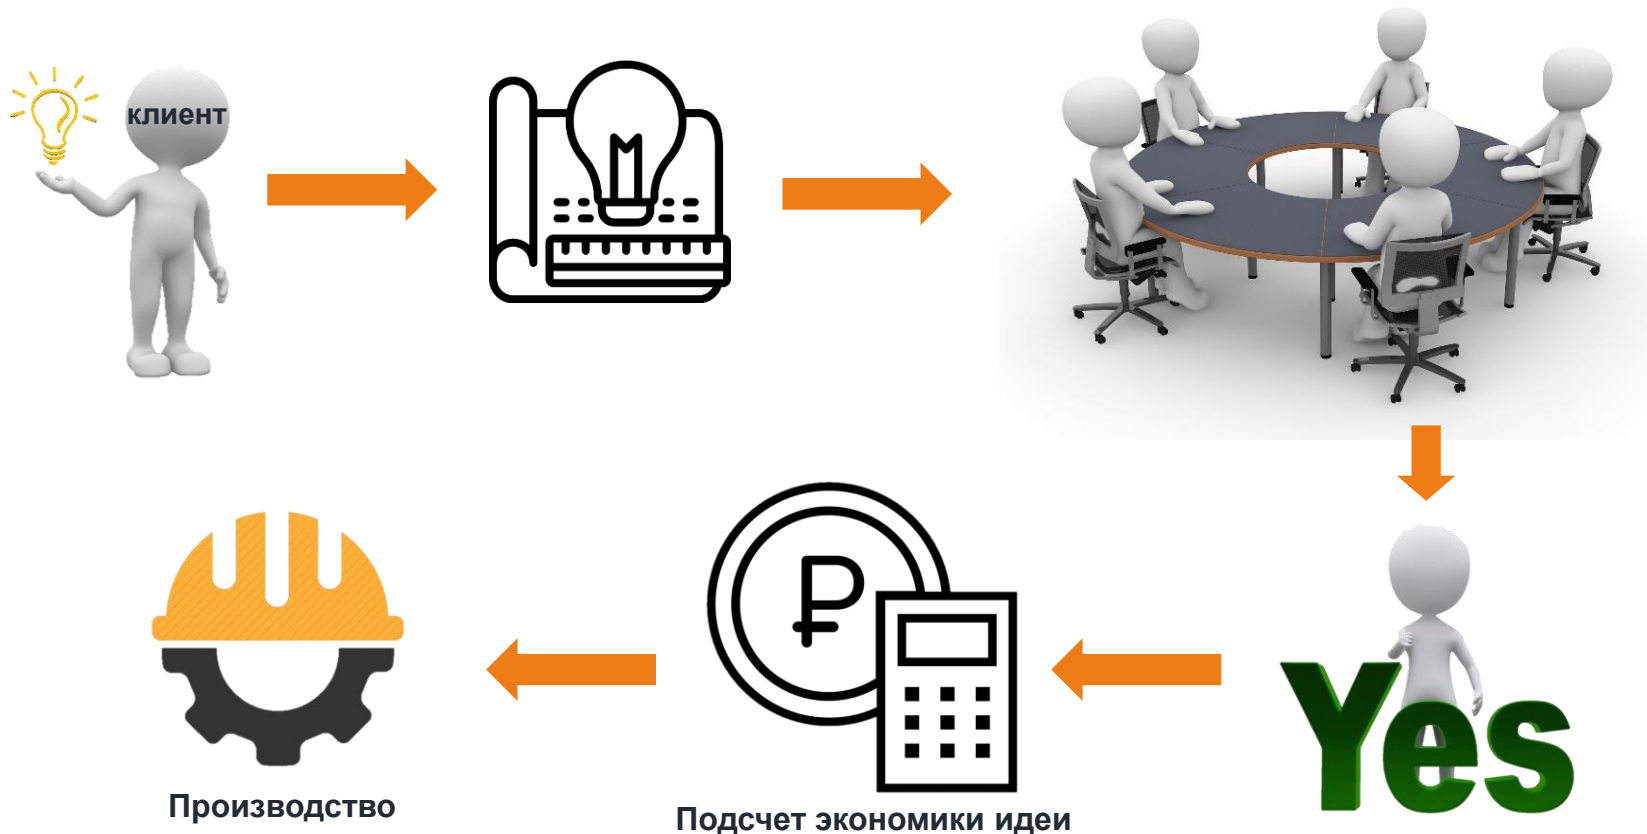 клиент
Yes
Подсчет экономики идеи
Производство